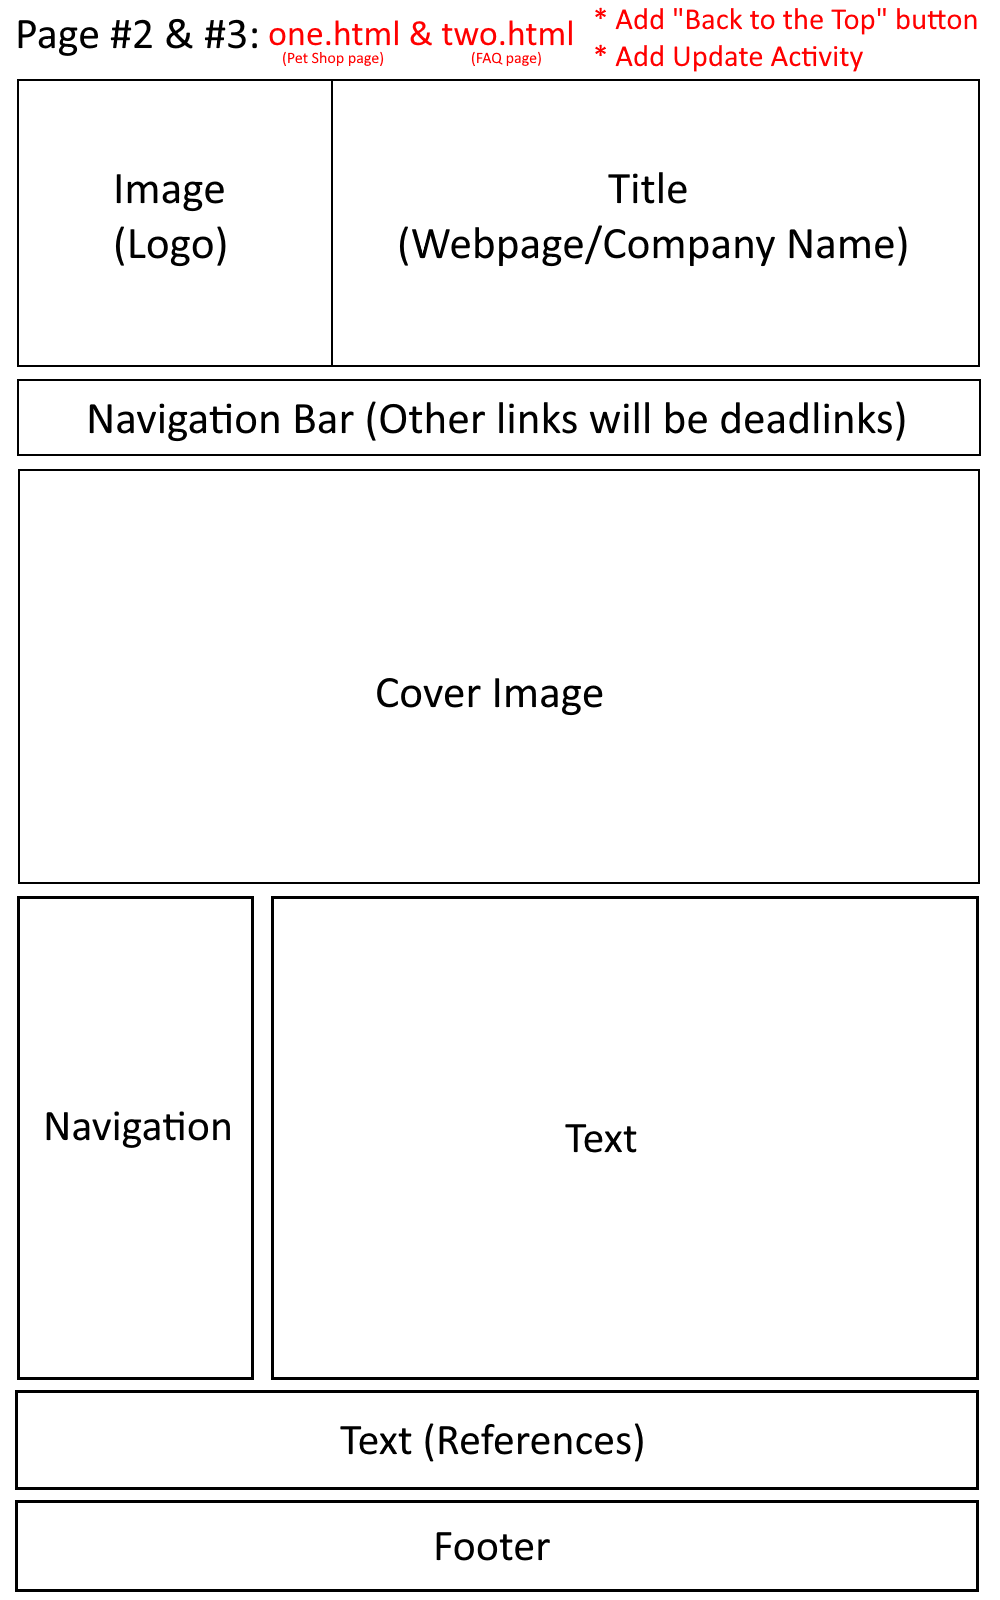 Page #2 & #3: one.html & two.html
(Pet Shop page) (FAQ page)
* Add "Back to the Top" button
* Add Update Activity
Image
(Logo)
Title
(Webpage/Company Name)
Navigation Bar (Other links will be deadlinks)
Cover Image
Navigation
Text
Text (References)
Footer